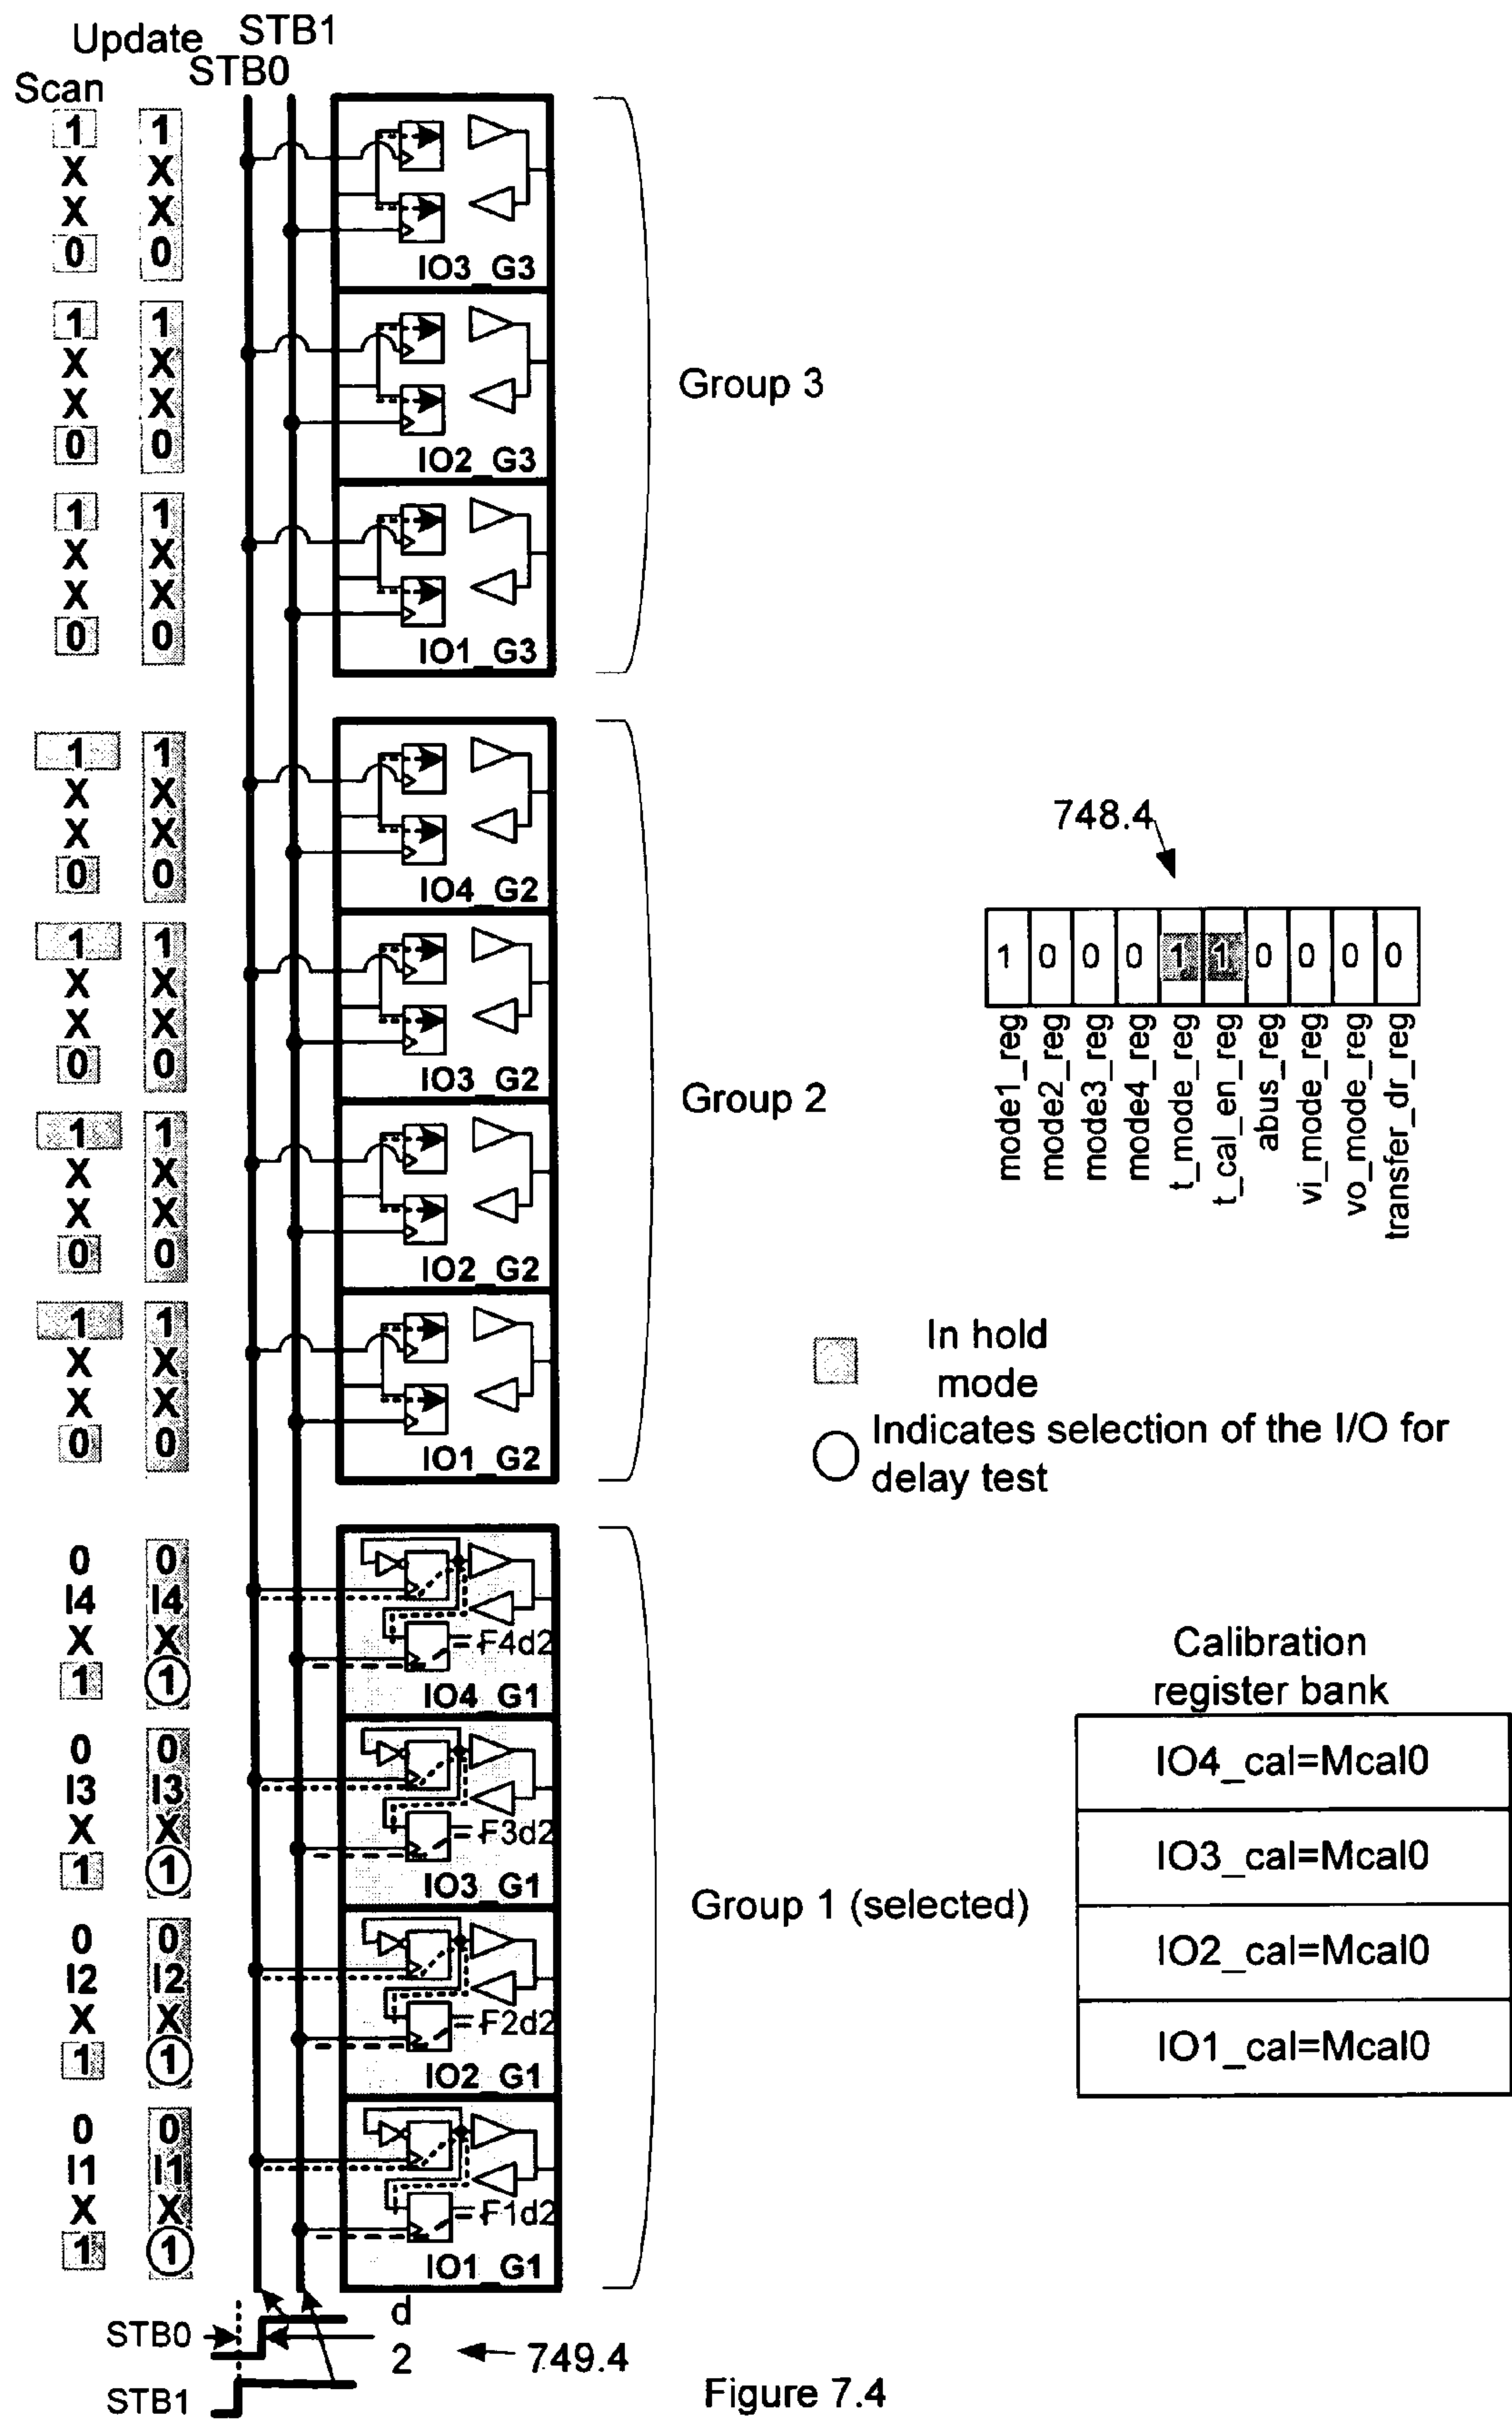 Update STB1
STB0
Scan
1 1
X X
X X
0 0
IO3_G3
1 1
X X
X X
0 0
IO2_G3
Group 3
1 1
X X
X X
0 0
IO1_G3
1 1
X X
X X
0 0
IO4_G2
1 1
X X
X X
0 0
IO3_G2
Group 2
1 1
X X
X X
0 0
IO2_G2
1 1
X X
X X
0 0
IO1_G2
748.4
1 0 0 0 1 1 0 0 0 0
mode1_reg
mode2_reg
mode3_reg
mode4_reg
t_mode_reg
t_cal_en_reg
abus_reg
vi_mode_reg
vo_mode_reg
transfer_dr_reg
In hold
mode
Indicates selection of the I/O for
delay test
0 0
I4 I4
X X
1 1
F4d2
IO4_G1
0 0
I3 I3
X X
1 1
F3d2
IO3_G1
Group 1 (selected)
0 0
I2 I2
X X
1 1
F2d2
IO2_G1
0 0
I1 I1
X X
1 1
F1d2
IO1_G1
Calibration
register bank
IO4_cal=Mcal0
IO3_cal=Mcal0
IO2_cal=Mcal0
IO1_cal=Mcal0
d
STB0
2
749.4
STB1
Figure 7.4